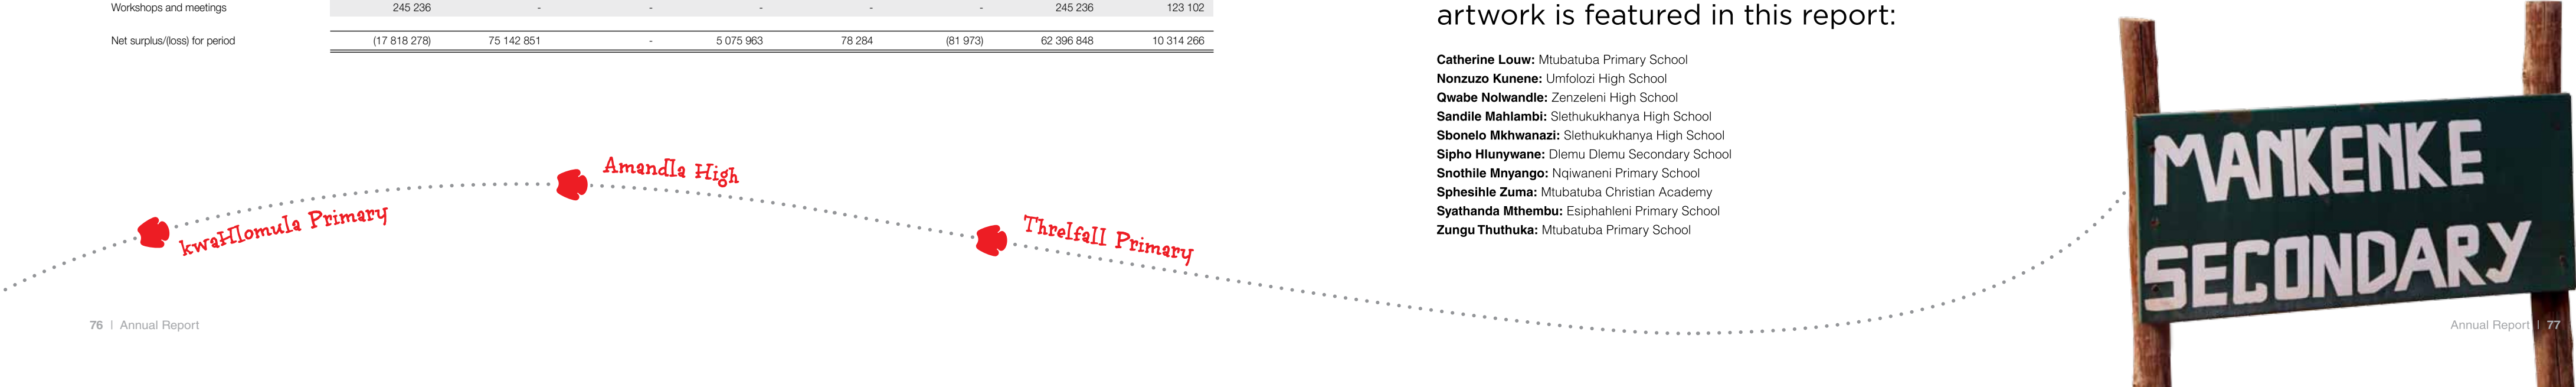 Workshops and meetings 245 236 - - - - - 245 236 123 102
Net surplus/(loss) for period (17 818 278) 75 142 851 - 5 075 963 78 284 (81 973) 62 396 848 10 314 266
kwaHlomula Primary
Amandla High
Threlfall Primary
76 | Annual Report
artwork is featured in this report:
Catherine Louw: Mtubatuba Primary School
Nonzuzo Kunene: Umfolozi High School
Qwabe Nolwandle: Zenzeleni High School
Sandile Mahlambi: Slethukukhanya High School
Sbonelo Mkhwanazi: Slethukukhanya High School
Sipho Hlunywane: Dlemu Dlemu Secondary School
Snothile Mnyango: Nqiwaneni Primary School
Sphesihle Zuma: Mtubatuba Christian Academy
Syathanda Mthembu: Esiphahleni Primary School
Zungu Thuthuka: Mtubatuba Primary School
MANKENKE
SECONDARY
Annual Report | 77